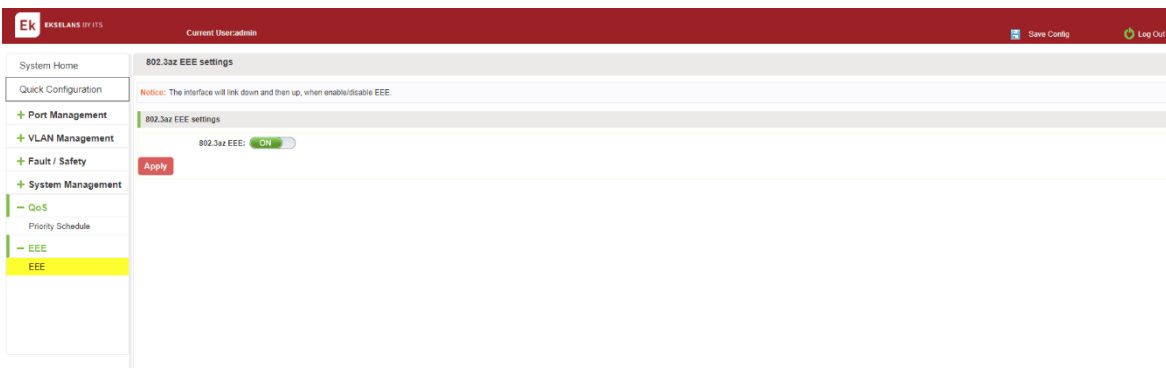 Ek EKSELANS BY ITS
Current User:admin
Save Config
Log Out
System Home
Quick Configuration
+ Port Management
+ VLAN Management
+ Fault / Safety
+ System Management
− QoS
Priority Schedule
− EEE
EEE
802.3az EEE settings
Notice: The interface will link down and then up, when enable/disable EEE.
802.3az EEE settings
802.3az EEE: ON
Apply